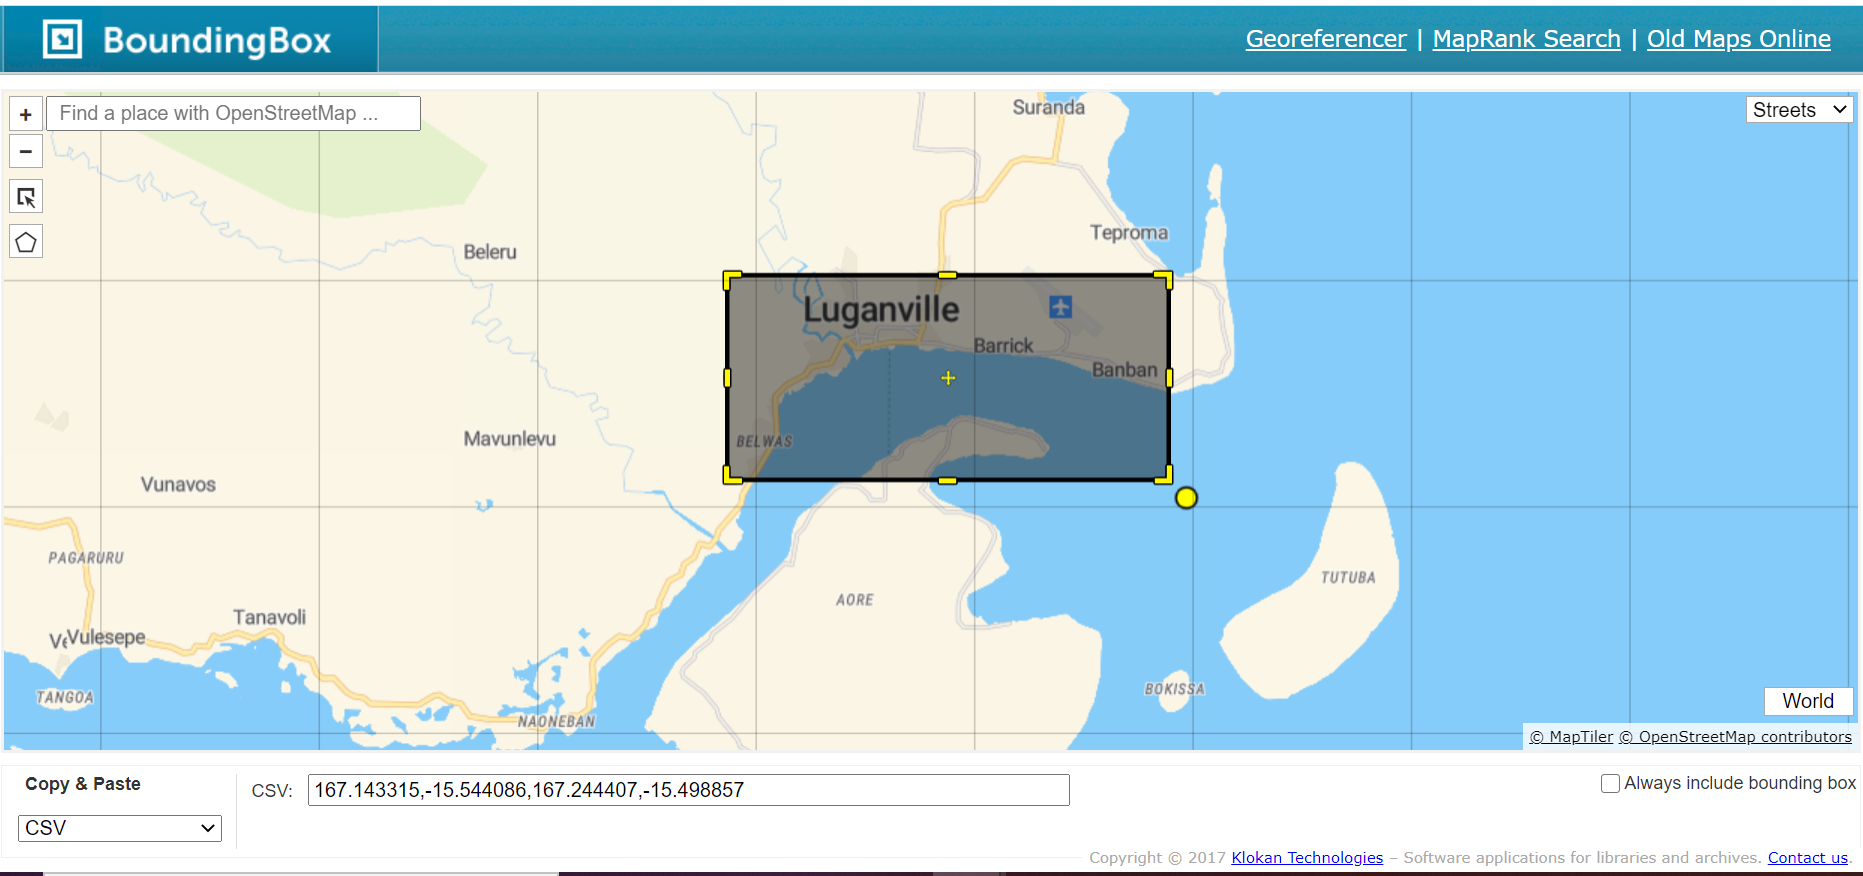 BoundingBox
Georeferencer | MapRank Search | Old Maps Online
+
Find a place with OpenStreetMap ...
Streets
−
Suranda
Teproma
Beleru
Luganville
Barrick
Banban
BELWAS
Mavunlevu
Vunavos
PAGARURU
TUTUBA
AORE
Tanavoli
Vulesepe
BOKISSA
TANGOA
World
NAONEBAN
© MapTiler © OpenStreetMap contributors
Copy & Paste
CSV: 167.143315,-15.544086,167.244407,-15.498857
Always include bounding box
CSV
Copyright © 2017 Klokan Technologies – Software applications for libraries and archives. Contact us.